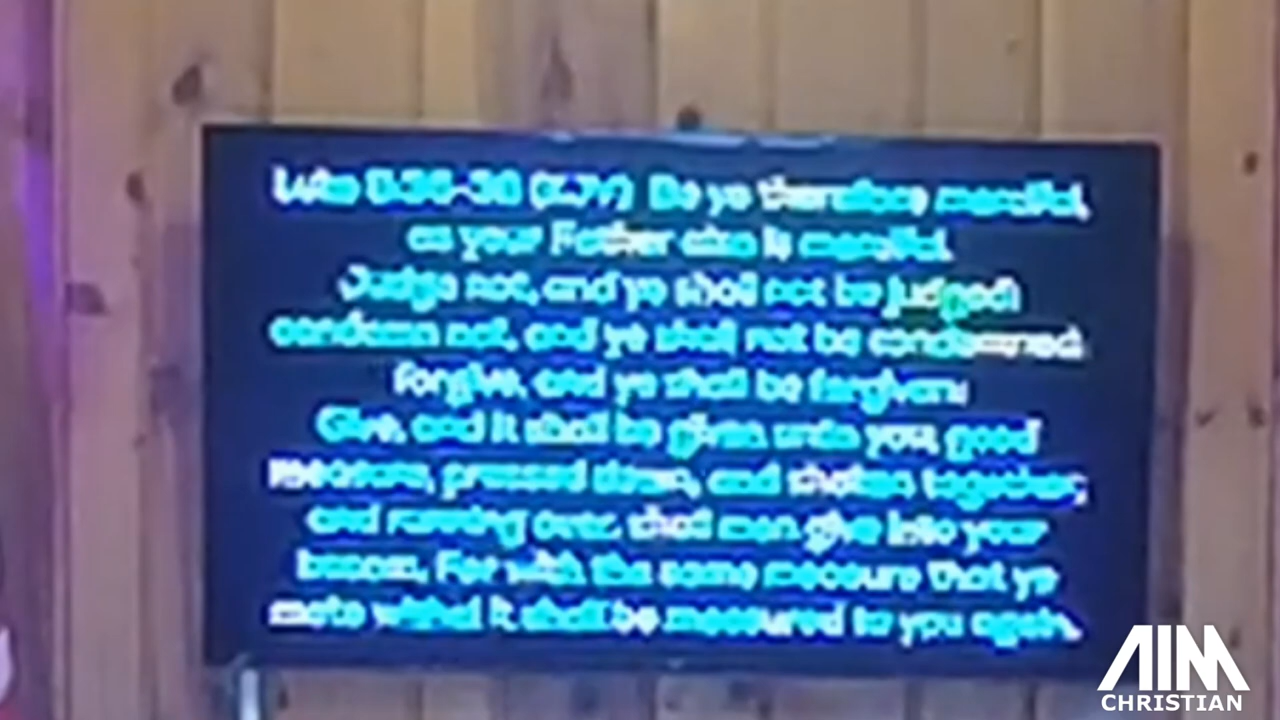 Luke 6:36-38 (KJV) Be ye therefore merciful,
as your Father also is merciful.
Judge not, and ye shall not be judged:
condemn not, and ye shall not be condemned:
forgive, and ye shall be forgiven:
Give, and it shall be given unto you; good
measure, pressed down, and shaken together,
and running over, shall men give into your
bosom. For with the same measure that ye
mete withal it shall be measured to you again.
AIM
CHRISTIAN